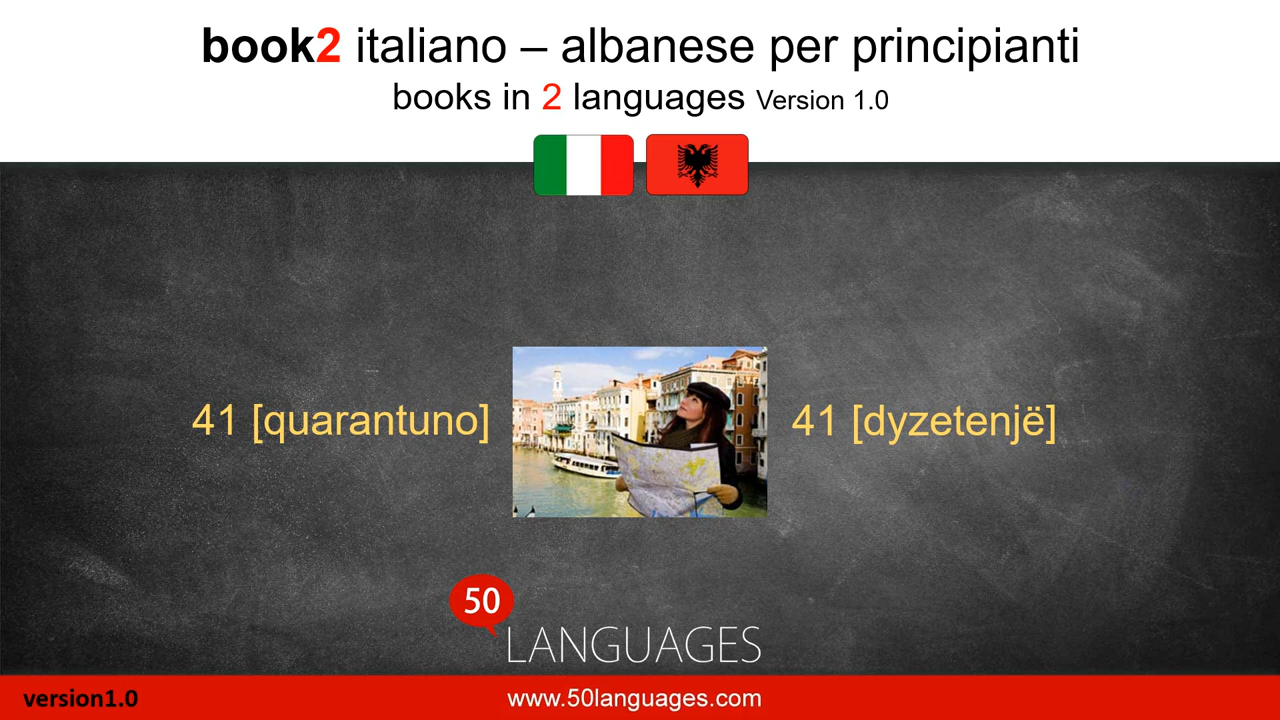 book2 italiano – albanese per principianti
books in 2 languages Version 1.0
41 [quarantuno]
41 [dyzetenjë]
50
LANGUAGES
version1.0
www.50languages.com